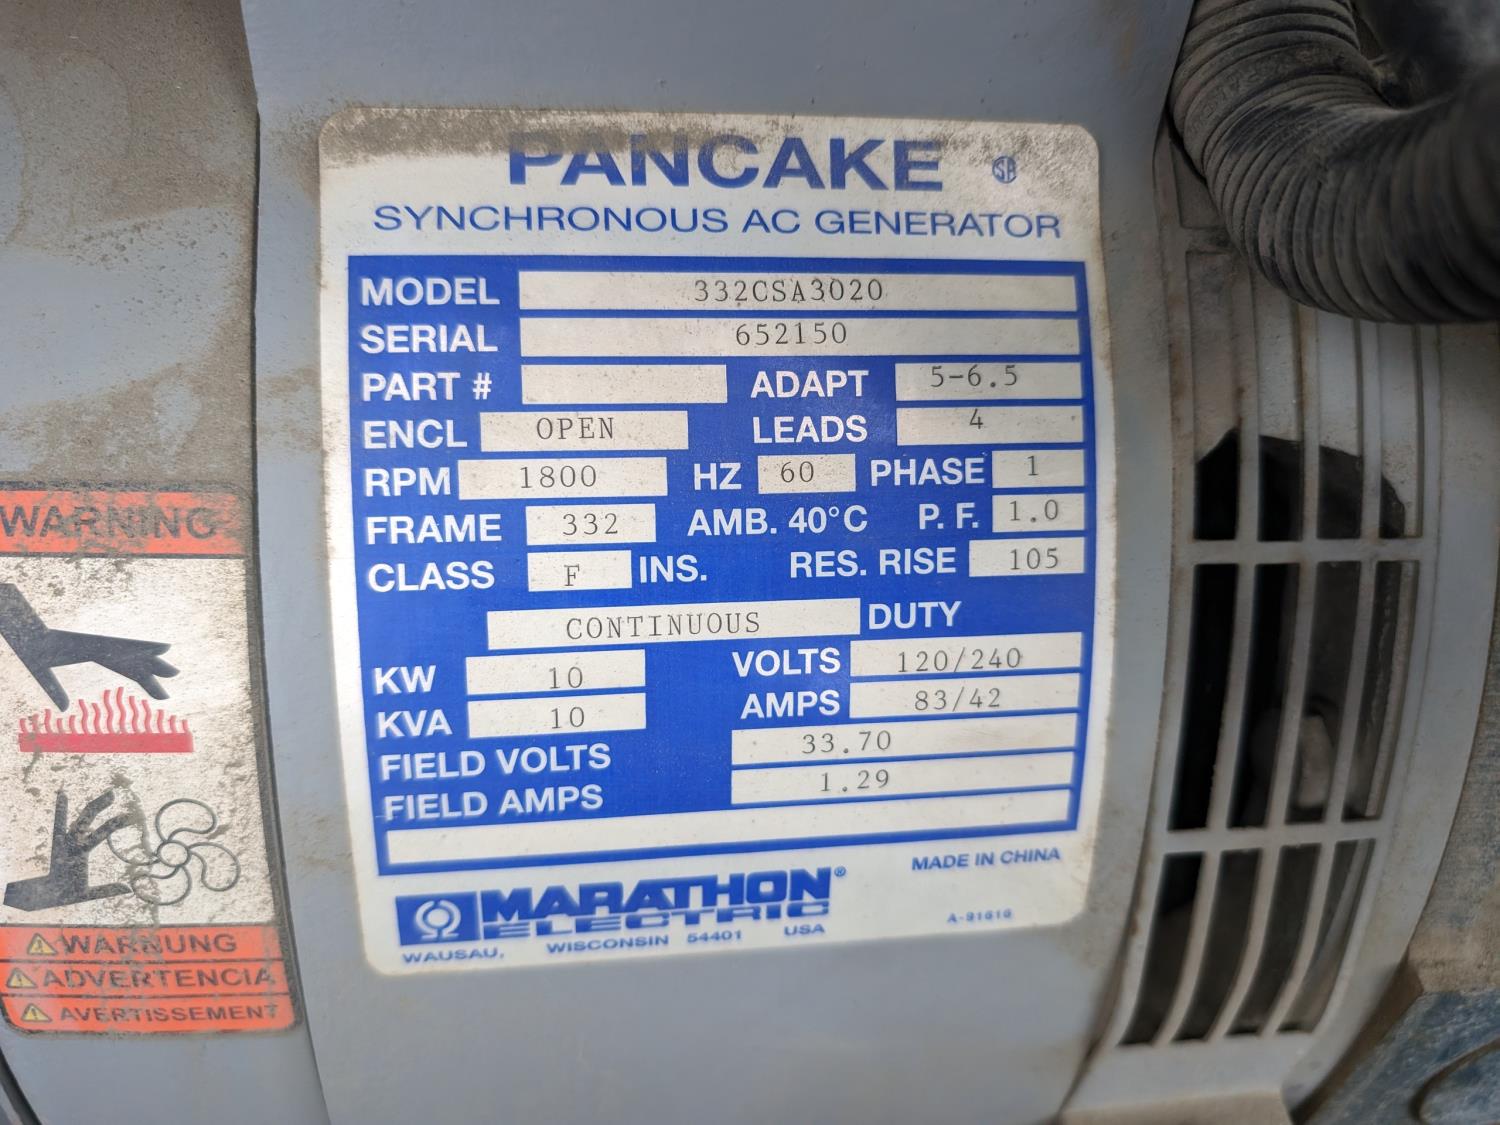 PANCAKE SA
SYNCHRONOUS AC GENERATOR
MODEL 332CSA3020
SERIAL 652150
PART # ADAPT 5-6.5
ENCL OPEN LEADS 4
RPM 1800 HZ 60 PHASE 1
FRAME 332 AMB. 40°C P. F. 1.0
CLASS F INS. RES. RISE 105
CONTINUOUS DUTY
KW 10 VOLTS 120/240
KVA 10 AMPS 83/42
FIELD VOLTS 33.70
FIELD AMPS 1.29
MARATHON® MADE IN CHINA
ELECTRIC
WAUSAU, WISCONSIN 54401 USA A-91616
WARNING
WARNUNG
ADVERTENCIA
AVERTISSEMENT